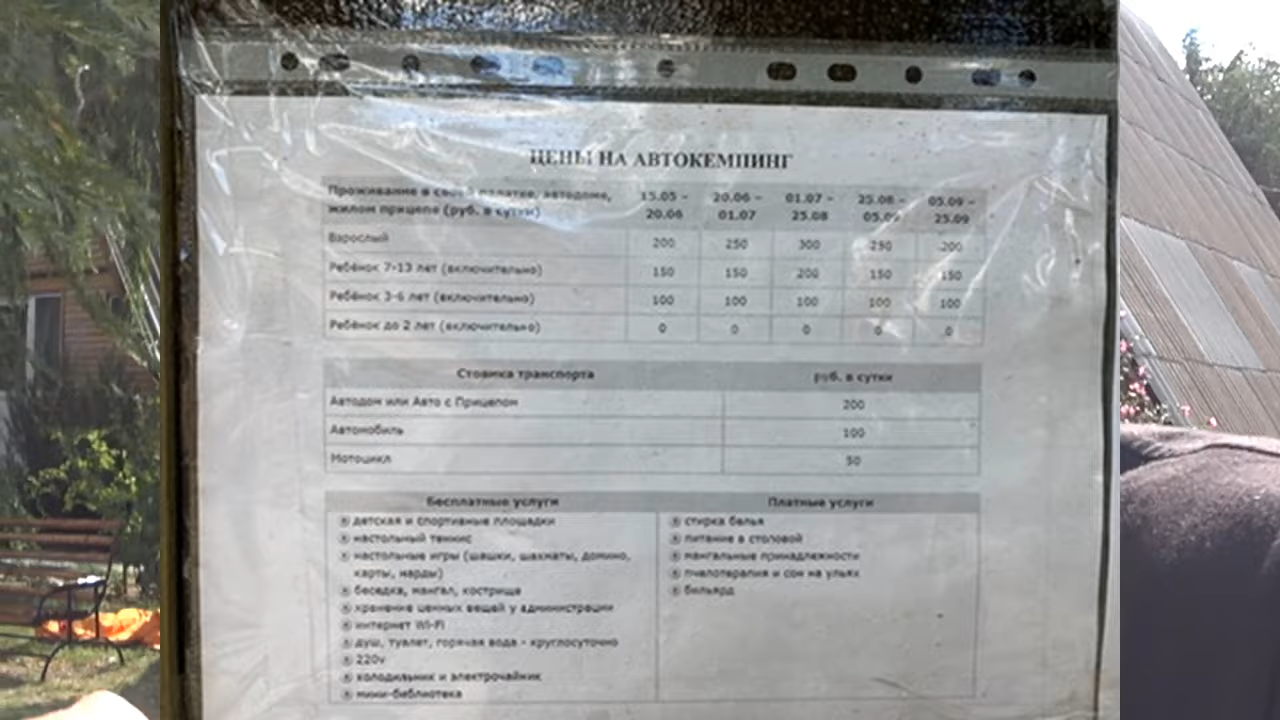 ЦЕНЫ НА АВТОКЕМПИНГ
Проживание в своей палатке, автодоме, жилом прицепе (руб. в сутки) 15.05 – 20.06 20.06 – 01.07 01.07 – 25.08 25.08 – 05.09 05.09 – 25.09
Взрослый 200 250 300 250 200
Ребёнок 7-13 лет (включительно) 150 150 200 150 150
Ребёнок 3-6 лет (включительно) 100 100 100 100 100
Ребёнок до 2 лет (включительно) 0 0 0 0 0
Стоянка транспорта руб. в сутки
Автодом или Авто с Прицепом 200
Автомобиль 100
Мотоцикл 50
Бесплатные услуги
детская и спортивные площадки
настольный теннис
настольные игры (шашки, шахматы, домино,
карты, нарды)
беседка, мангал, кострище
хранение ценных вещей у администрации
интернет Wi-Fi
душ, туалет, горячая вода - круглосуточно
220v
холодильник и электрочайник
мини-библиотека
Платные услуги
стирка белья
питание в столовой
мангальные принадлежности
пчелотерапия и сон на ульях
бильярд